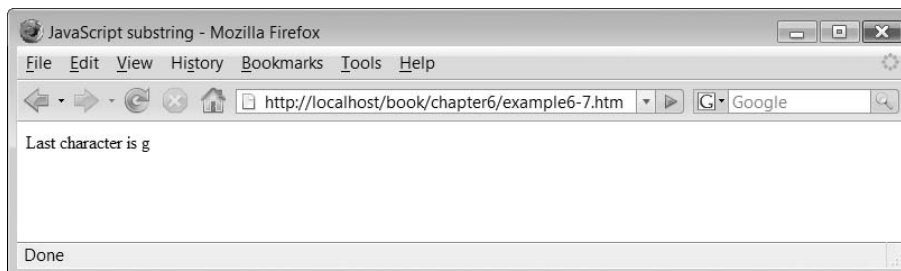 JavaScript substring - Mozilla Firefox
File Edit View History Bookmarks Tools Help
http://localhost/book/chapter6/example6-7.htm G Google
Last character is g
Done